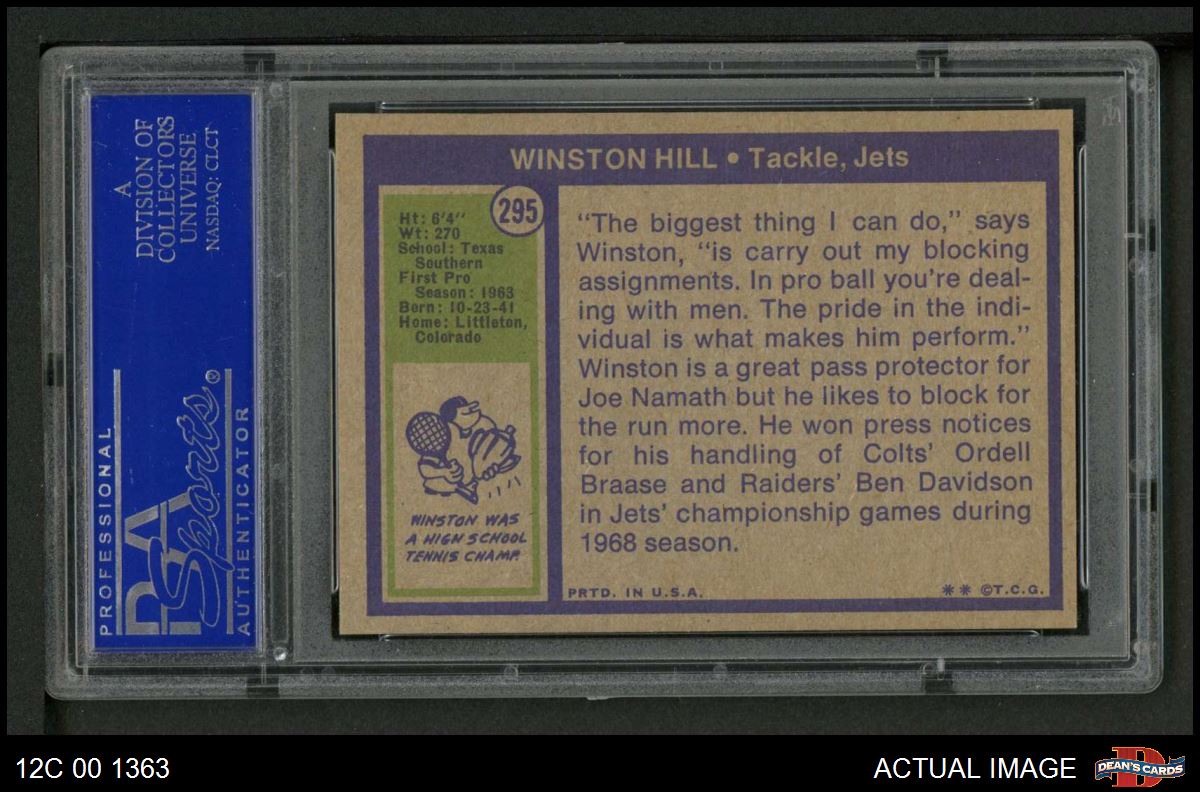 A
DIVISION OF
COLLECTORS
UNIVERSE
NASDAQ: CLCT
PROFESSIONAL
PSA
Sports®
AUTHENTICATOR
WINSTON HILL • Tackle, Jets
295
Ht: 6'4''
Wt: 270
School: Texas
Southern
First Pro
Season: 1963
Born: 10-23-41
Home: Littleton,
Colorado
WINSTON WAS
A HIGH SCHOOL
TENNIS CHAMP.
“The biggest thing I can do,” says
Winston, “is carry out my blocking
assignments. In pro ball you’re deal-
ing with men. The pride in the indi-
vidual is what makes him perform.”
Winston is a great pass protector for
Joe Namath but he likes to block for
the run more. He won press notices
for his handling of Colts’ Ordell
Braase and Raiders’ Ben Davidson
in Jets’ championship games during
1968 season.
PRTD. IN U.S.A.
** ©T.C.G.
12C 00 1363
ACTUAL IMAGE
DEAN'S CARDS